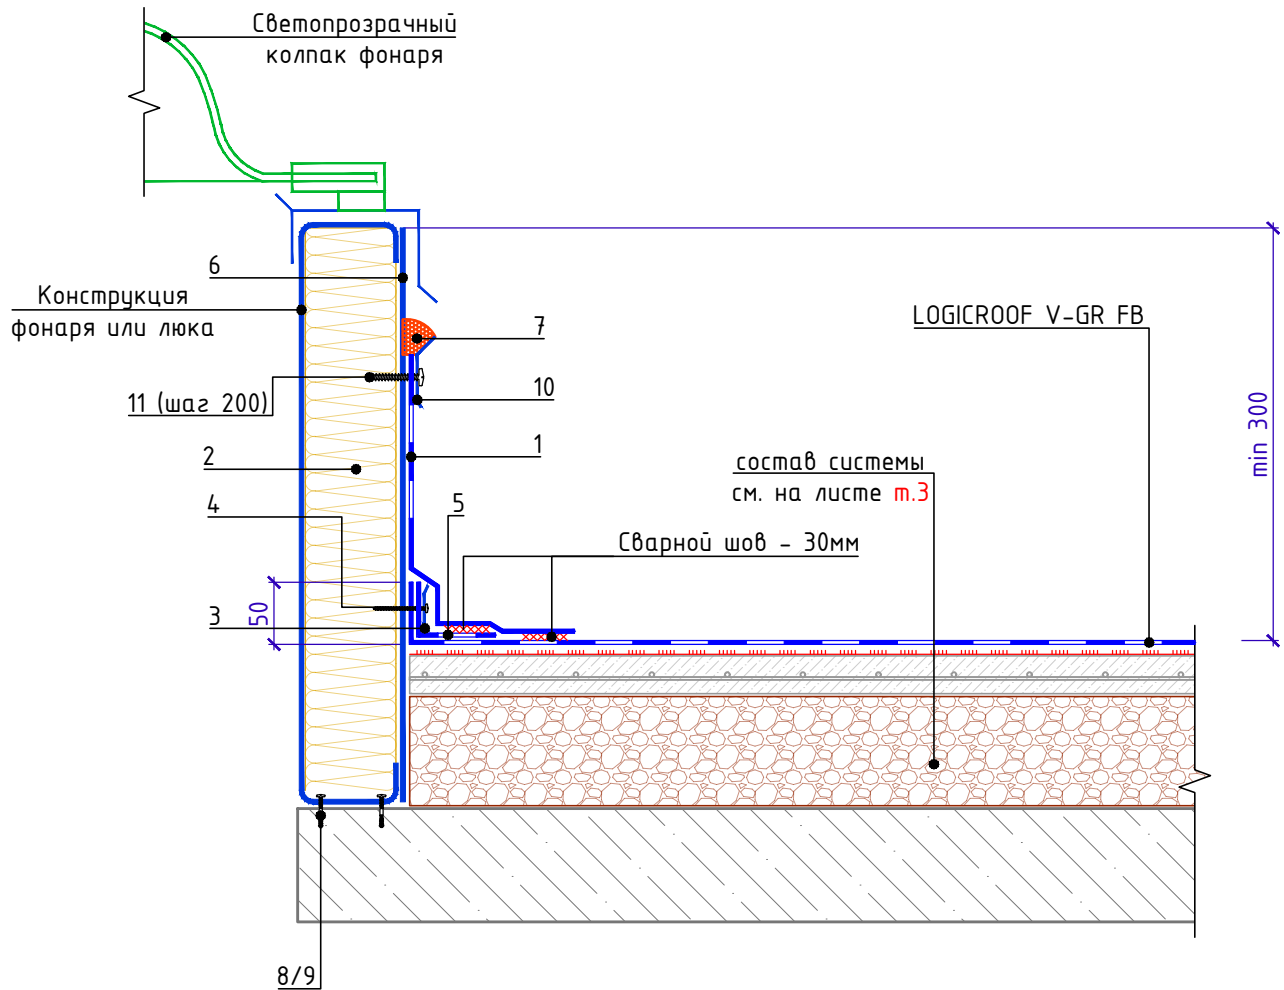 Светопрозрачный
колпак фонаря
6
Конструкция
фонаря или люка
7
LOGICROOF V-GR FB
11 (шаг 200)
10
min 300
2
1
состав системы
см. на листе т.3
4
5
Сварной шов - 30мм
50
3
8/9